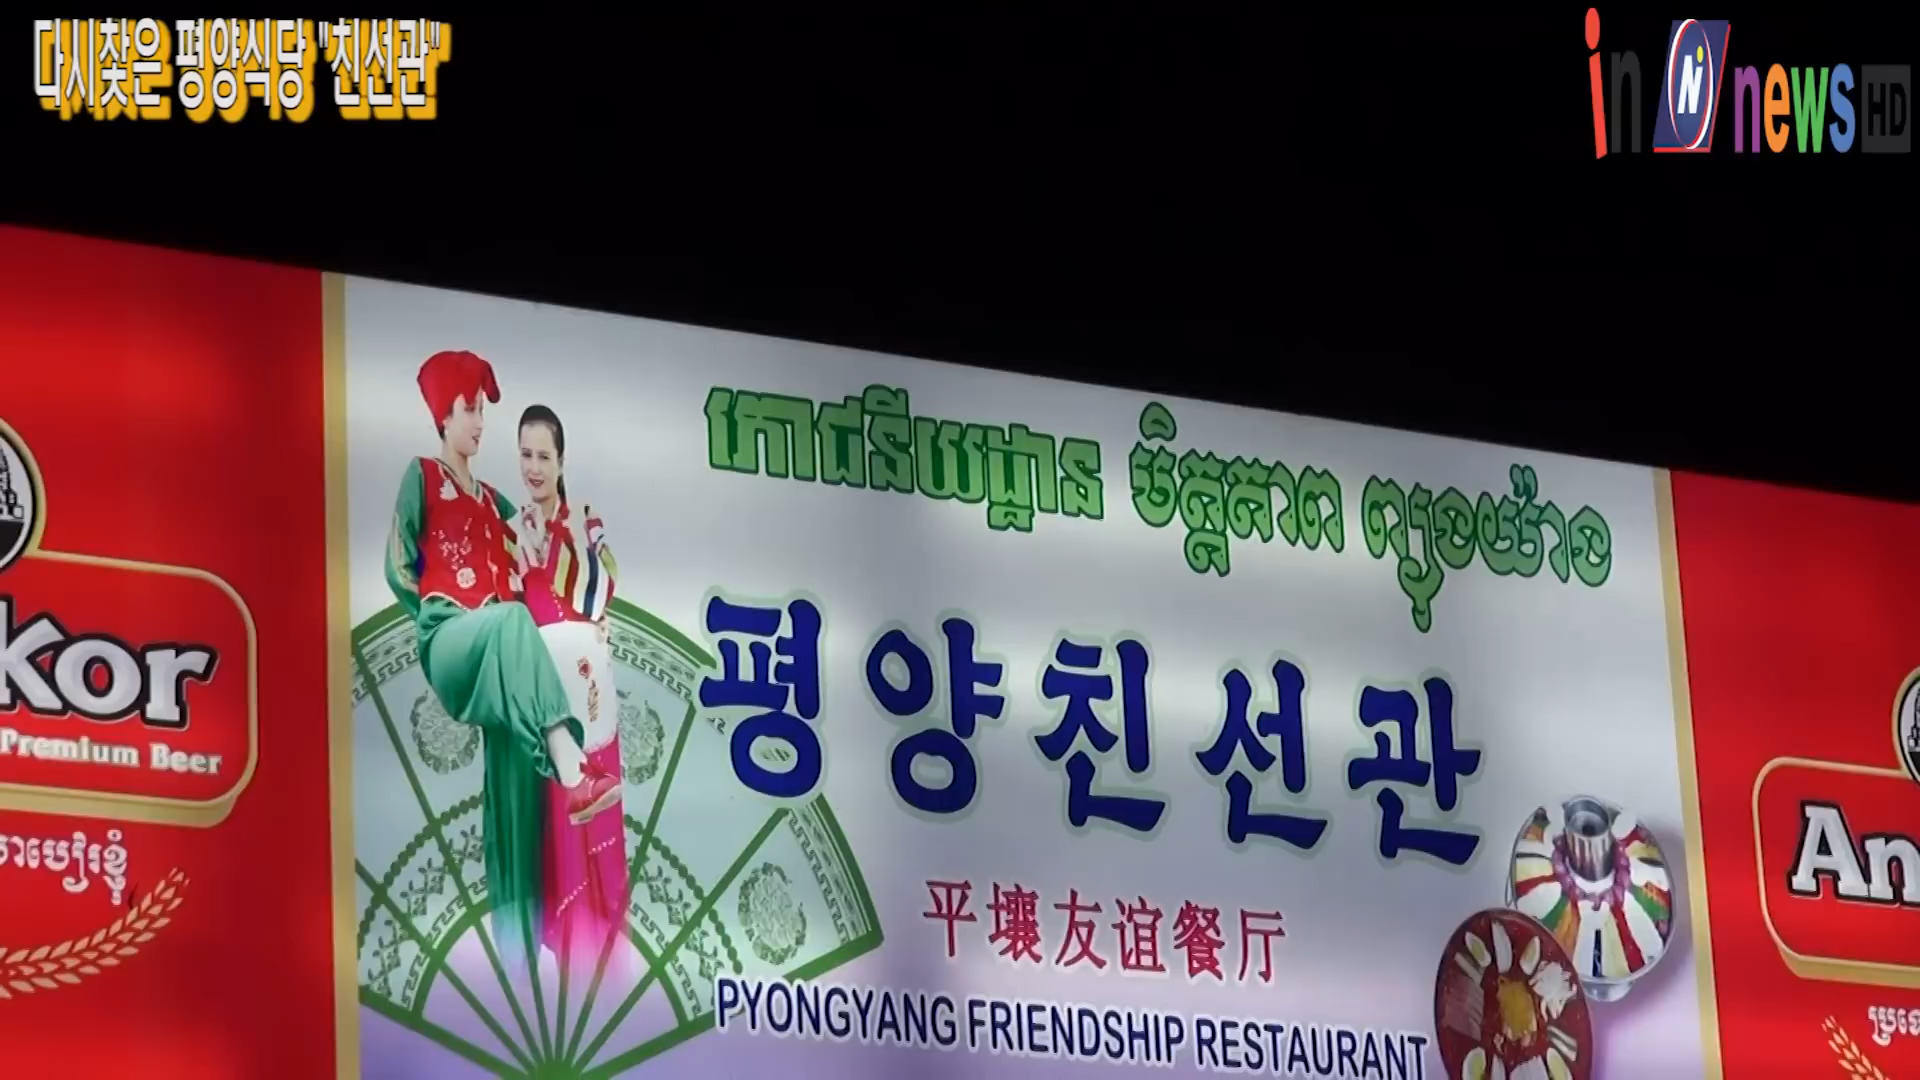 다시찾은 평양식당 "친선관"
in Ni news HD
ភោជនីយដ្ឋាន មិត្តភាព ព្យុងយ៉ាង
평양친선관
平壤友谊餐厅
PYONGYANG FRIENDSHIP RESTAURANT
kor
Premium Beer
An